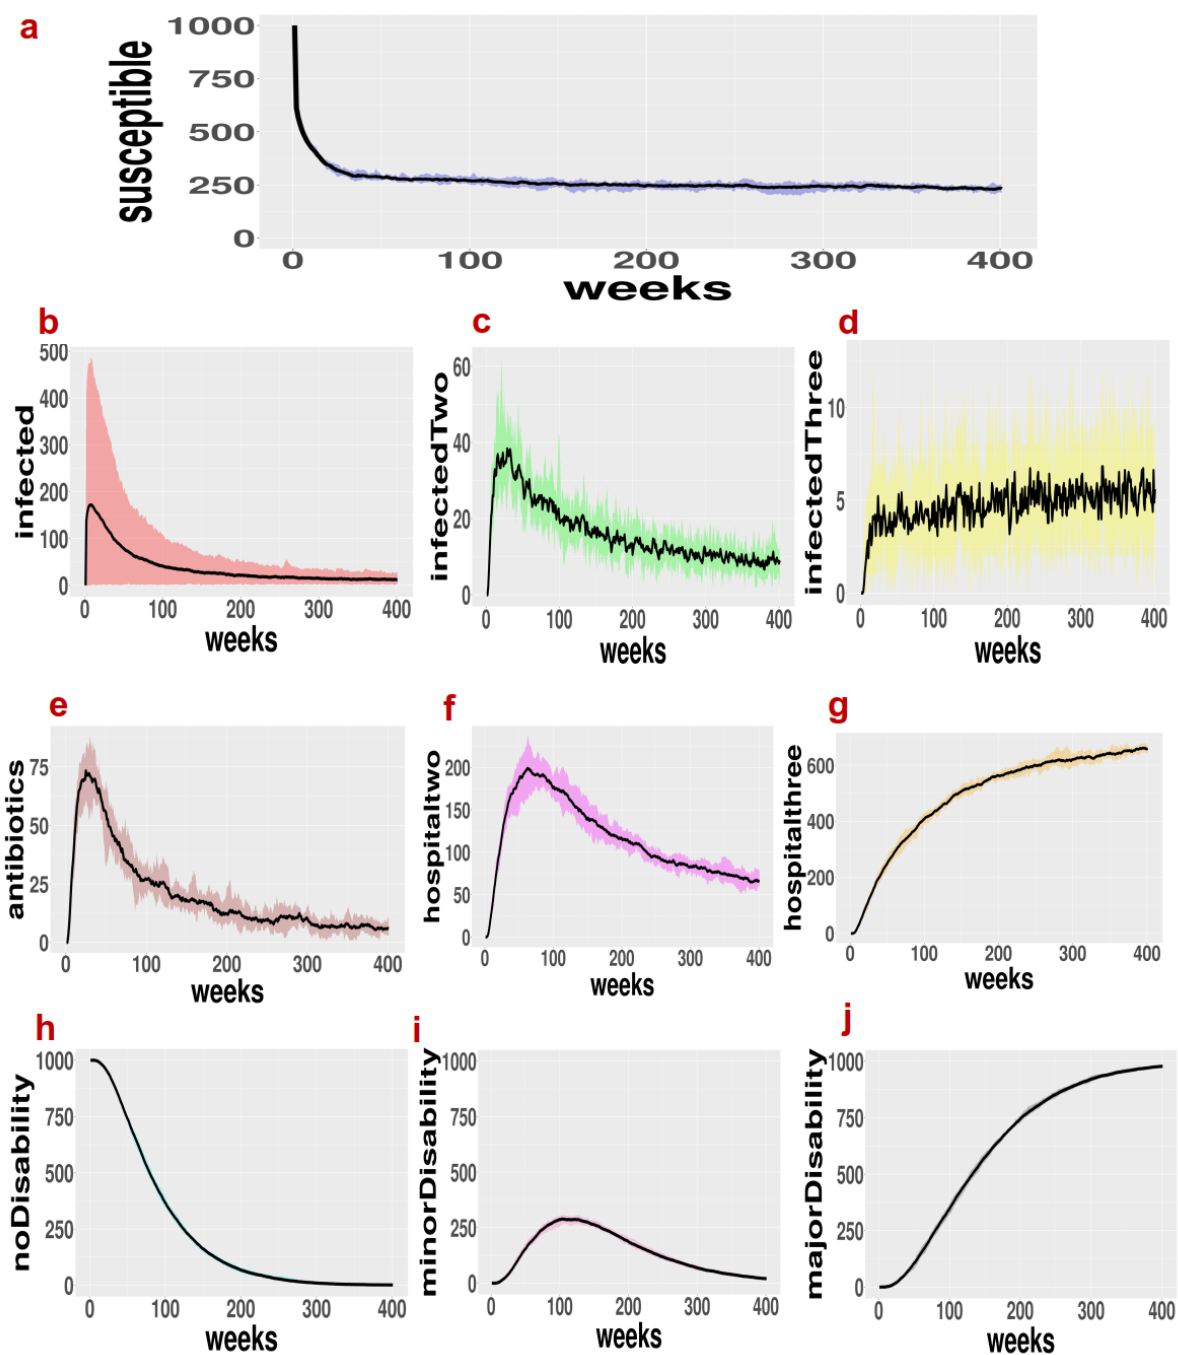 a
susceptible
1000
750
500
250
0
0 100 200 300 400
weeks
b
infected
500
400
300
200
100
0
0 100 200 300 400
weeks
c
infectedTwo
60
40
20
0
0 100 200 300 400
weeks
d
infectedThree
10
5
0
0 100 200 300 400
weeks
e
antibiotics
75
50
25
0
0 100 200 300 400
weeks
f
hospitaltwo
200
150
100
50
0
0 100 200 300 400
weeks
g
hospitalthree
600
400
200
0
0 100 200 300 400
weeks
h
noDisability
1000
750
500
250
0
0 100 200 300 400
weeks
i
minorDisability
1000
750
500
250
0
0 100 200 300 400
weeks
j
majorDisability
1000
750
500
250
0
0 100 200 300 400
weeks